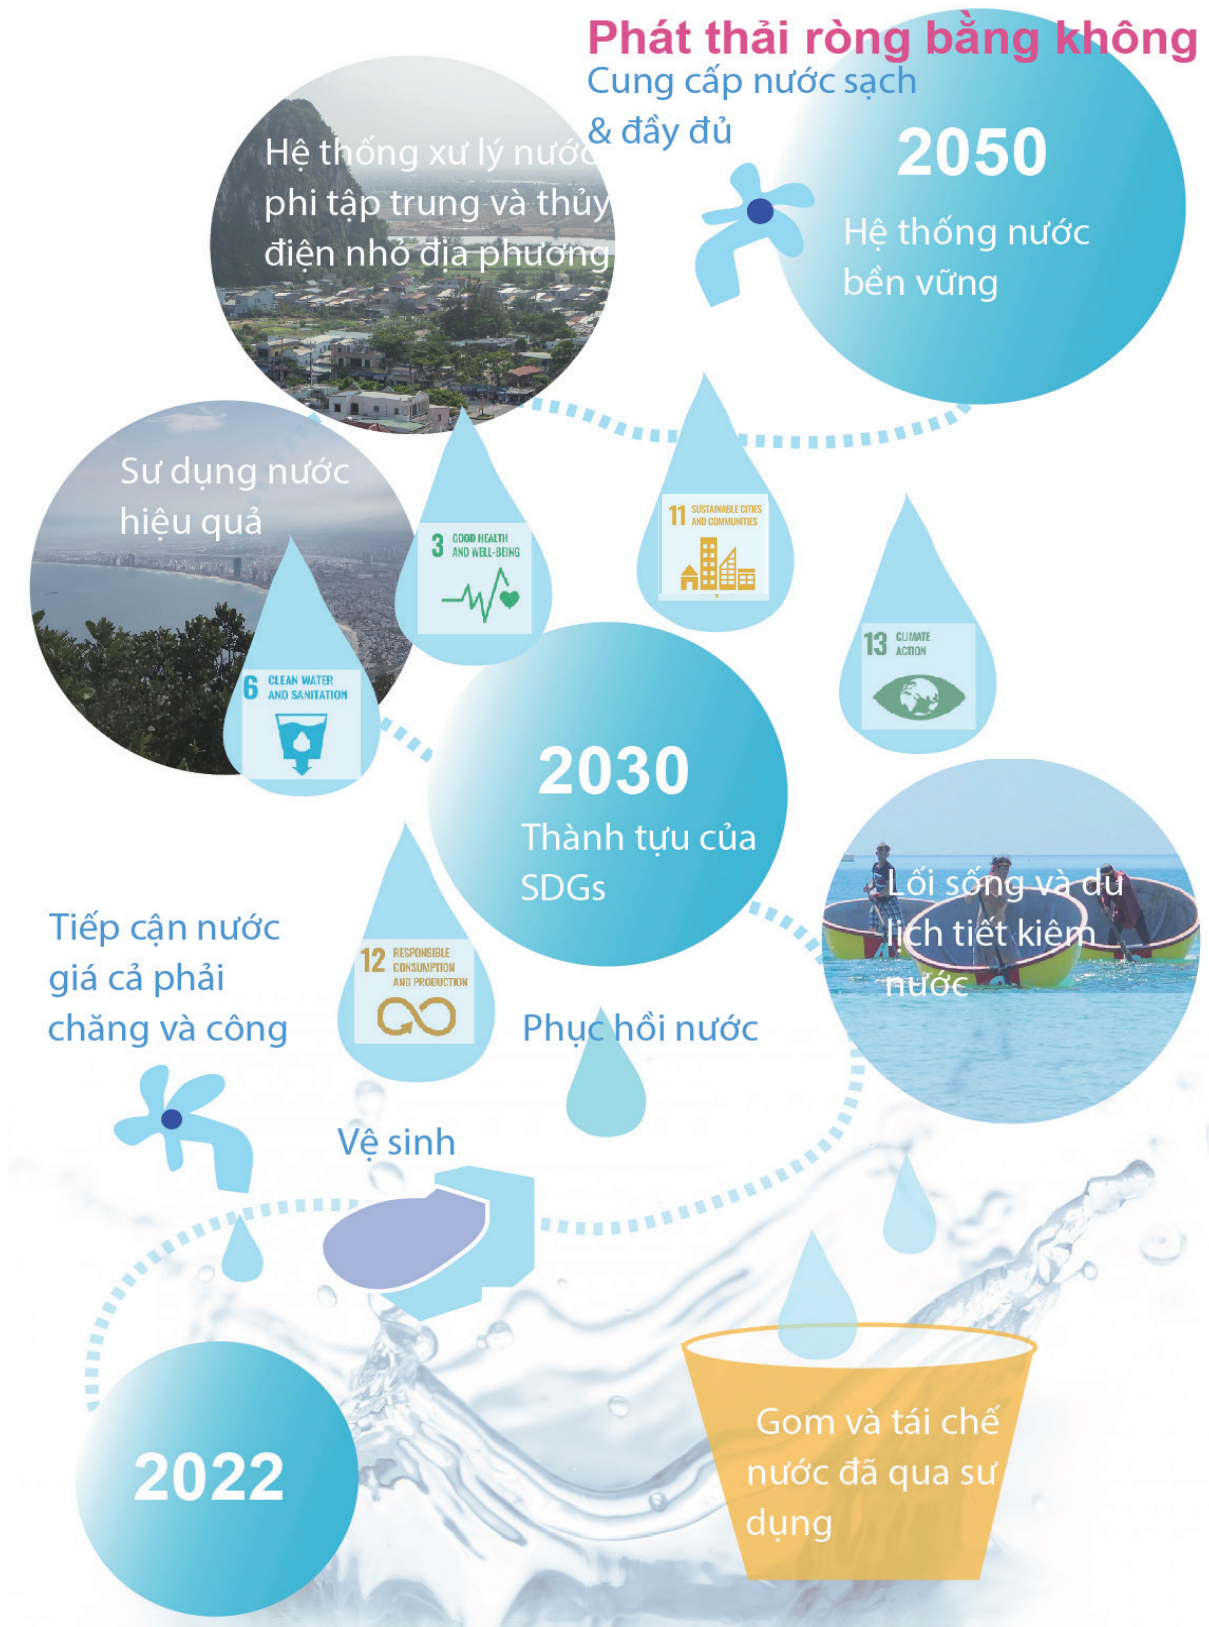 Phát thải ròng bằng không
Cung cấp nước sạch
& đầy đủ
2050
Hệ thống nước
bền vững
Hệ thống xư lý nước
phi tập trung và thủy
điện nhỏ địa phương
Sư dụng nước
hiệu quả
3 GOOD HEALTH
AND WELL-BEING
11 SUSTAINABLE CITIES
AND COMMUNITIES
13 CLIMATE
ACTION
6 CLEAN WATER
AND SANITATION
2030
Thành tựu của
SDGs
Lối sống và du
lịch tiết kiệm
nước
12 RESPONSIBLE
CONSUMPTION
AND PRODUCTION
Tiếp cận nước
giá cả phải
chăng và công
Phục hồi nước
Vệ sinh
2022
Gom và tái chế
nước đã qua sư
dụng